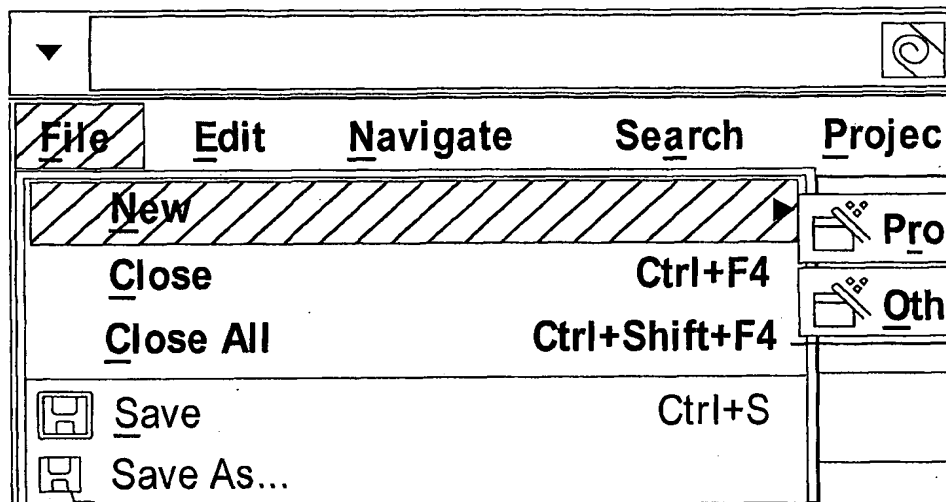 File Edit Navigate Search Projec
New
Pro
Close Ctrl+F4
Oth
Close All Ctrl+Shift+F4
Save Ctrl+S
Save As...